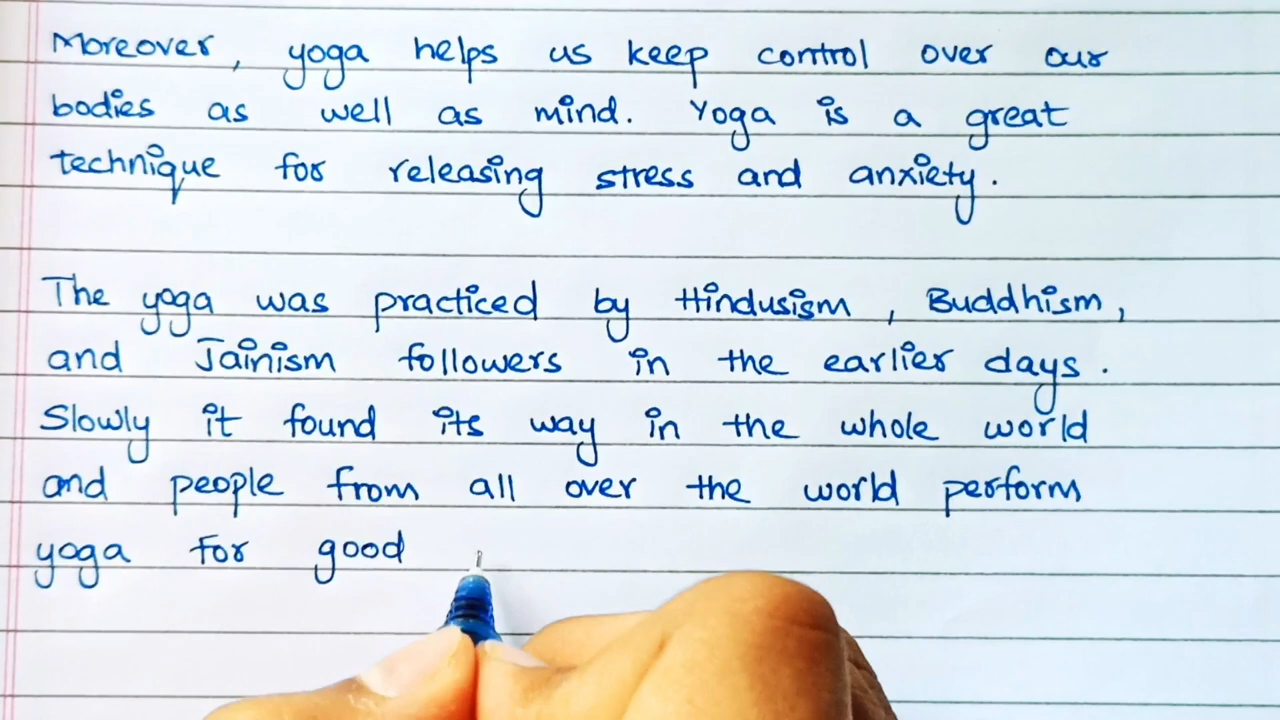 Moreover, yoga helps us keep control over our
bodies as well as mind. Yoga is a great
technique for releasing stress and anxiety.
The yoga was practiced by Hindusism, Buddhism,
and Jainism followers in the earlier days.
Slowly it found its way in the whole world
and people from all over the world perform
yoga for good